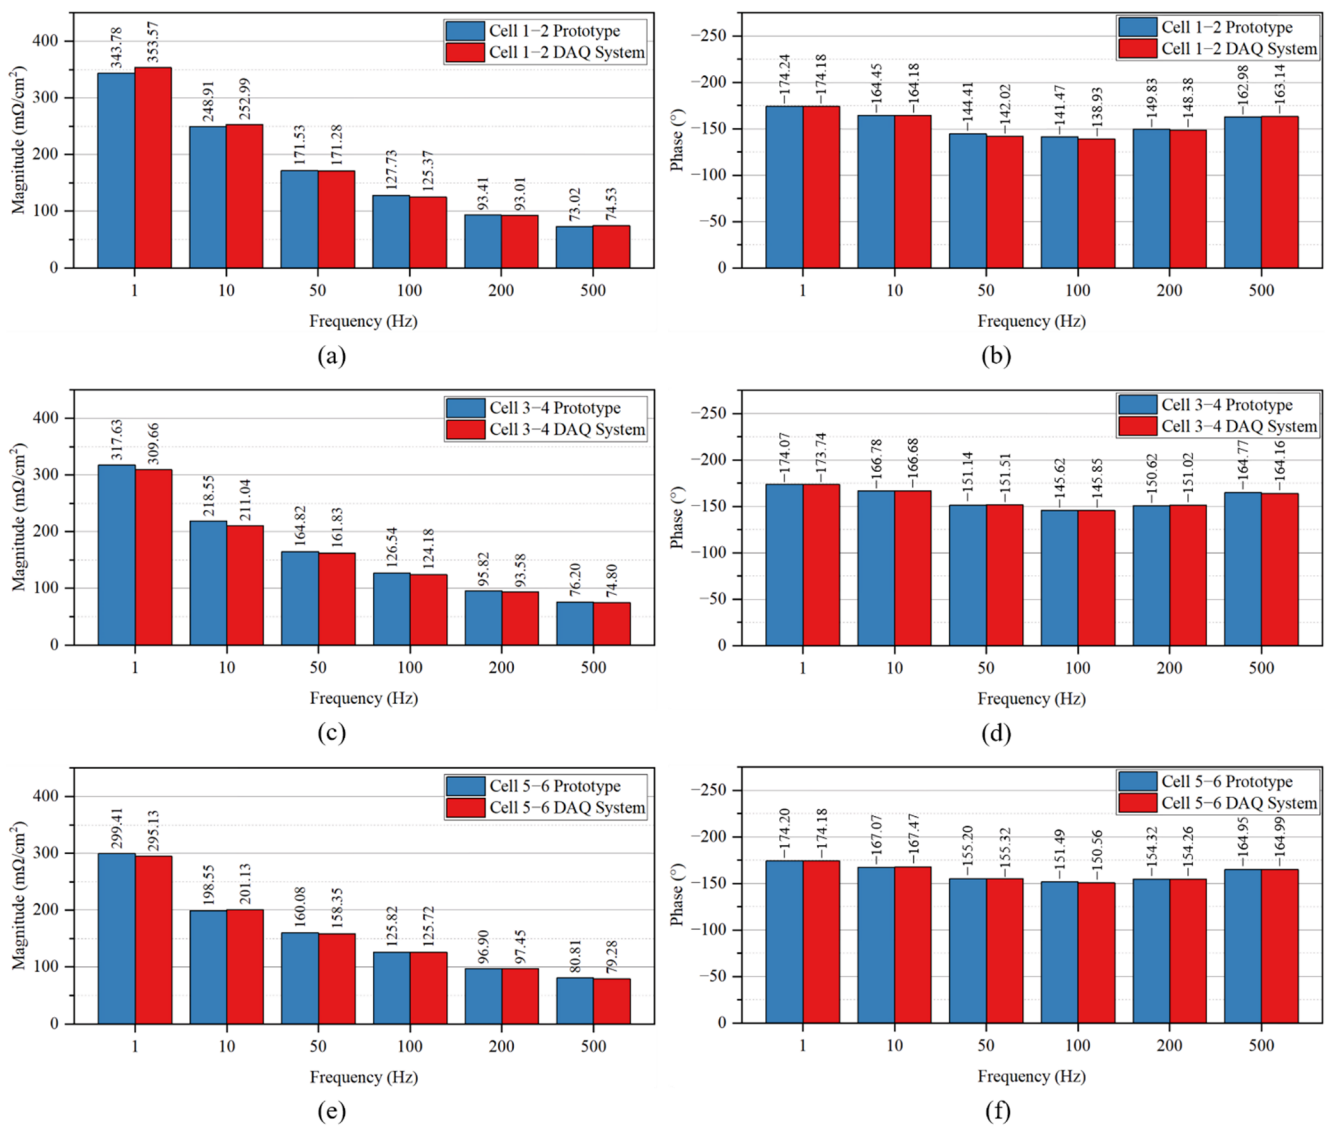 Cell 1−2 Prototype
Cell 1−2 DAQ System
Magnitude (mΩ/cm²)
400
300
200
100
0
343.78
353.57
248.91
252.99
171.53
171.28
127.73
125.37
93.41
93.01
73.02
74.53
1 10 50 100 200 500
Frequency (Hz)
(a)
Cell 1−2 Prototype
Cell 1−2 DAQ System
Phase (°)
−250
−200
−150
−100
−50
0
−174.24
−174.18
−164.45
−164.18
−144.41
−142.02
−141.47
−138.93
−149.83
−148.38
−162.98
−163.14
1 10 50 100 200 500
Frequency (Hz)
(b)
Cell 3−4 Prototype
Cell 3−4 DAQ System
Magnitude (mΩ/cm²)
400
300
200
100
0
317.63
309.66
218.55
211.04
164.82
161.83
126.54
124.18
95.82
93.58
76.20
74.80
1 10 50 100 200 500
Frequency (Hz)
(c)
Cell 3−4 Prototype
Cell 3−4 DAQ System
Phase (°)
−250
−200
−150
−100
−50
0
−174.07
−173.74
−166.78
−166.68
−151.14
−151.51
−145.62
−145.85
−150.62
−151.02
−164.77
−164.16
1 10 50 100 200 500
Frequency (Hz)
(d)
Cell 5−6 Prototype
Cell 5−6 DAQ System
Magnitude (mΩ/cm²)
400
300
200
100
0
299.41
295.13
198.55
201.13
160.08
158.35
125.82
125.72
96.90
97.45
80.81
79.28
1 10 50 100 200 500
Frequency (Hz)
(e)
Cell 5−6 Prototype
Cell 5−6 DAQ System
Phase (°)
−250
−200
−150
−100
−50
0
−174.20
−174.18
−167.07
−167.47
−155.20
−155.32
−151.49
−150.56
−154.32
−154.26
−164.95
−164.99
1 10 50 100 200 500
Frequency (Hz)
(f)